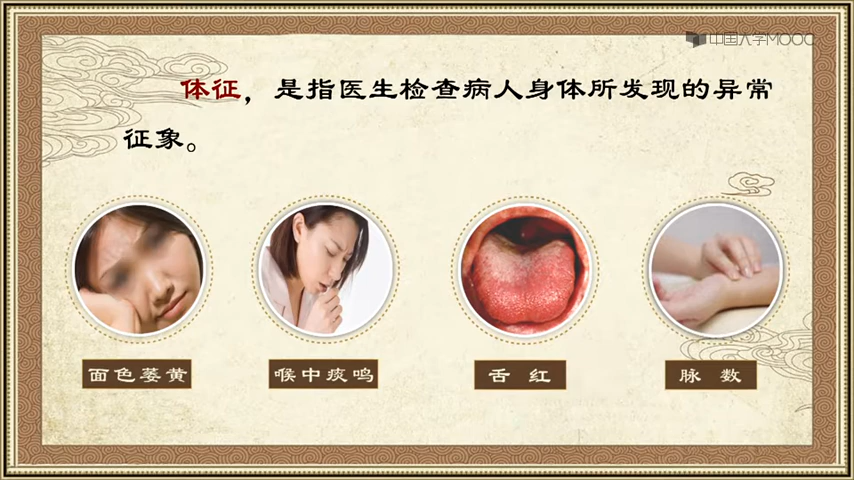 中国大学MOOC
体征，是指医生检查病人身体所发现的异常
征象。
面色萎黄
喉中痰鸣
舌 红
脉 数